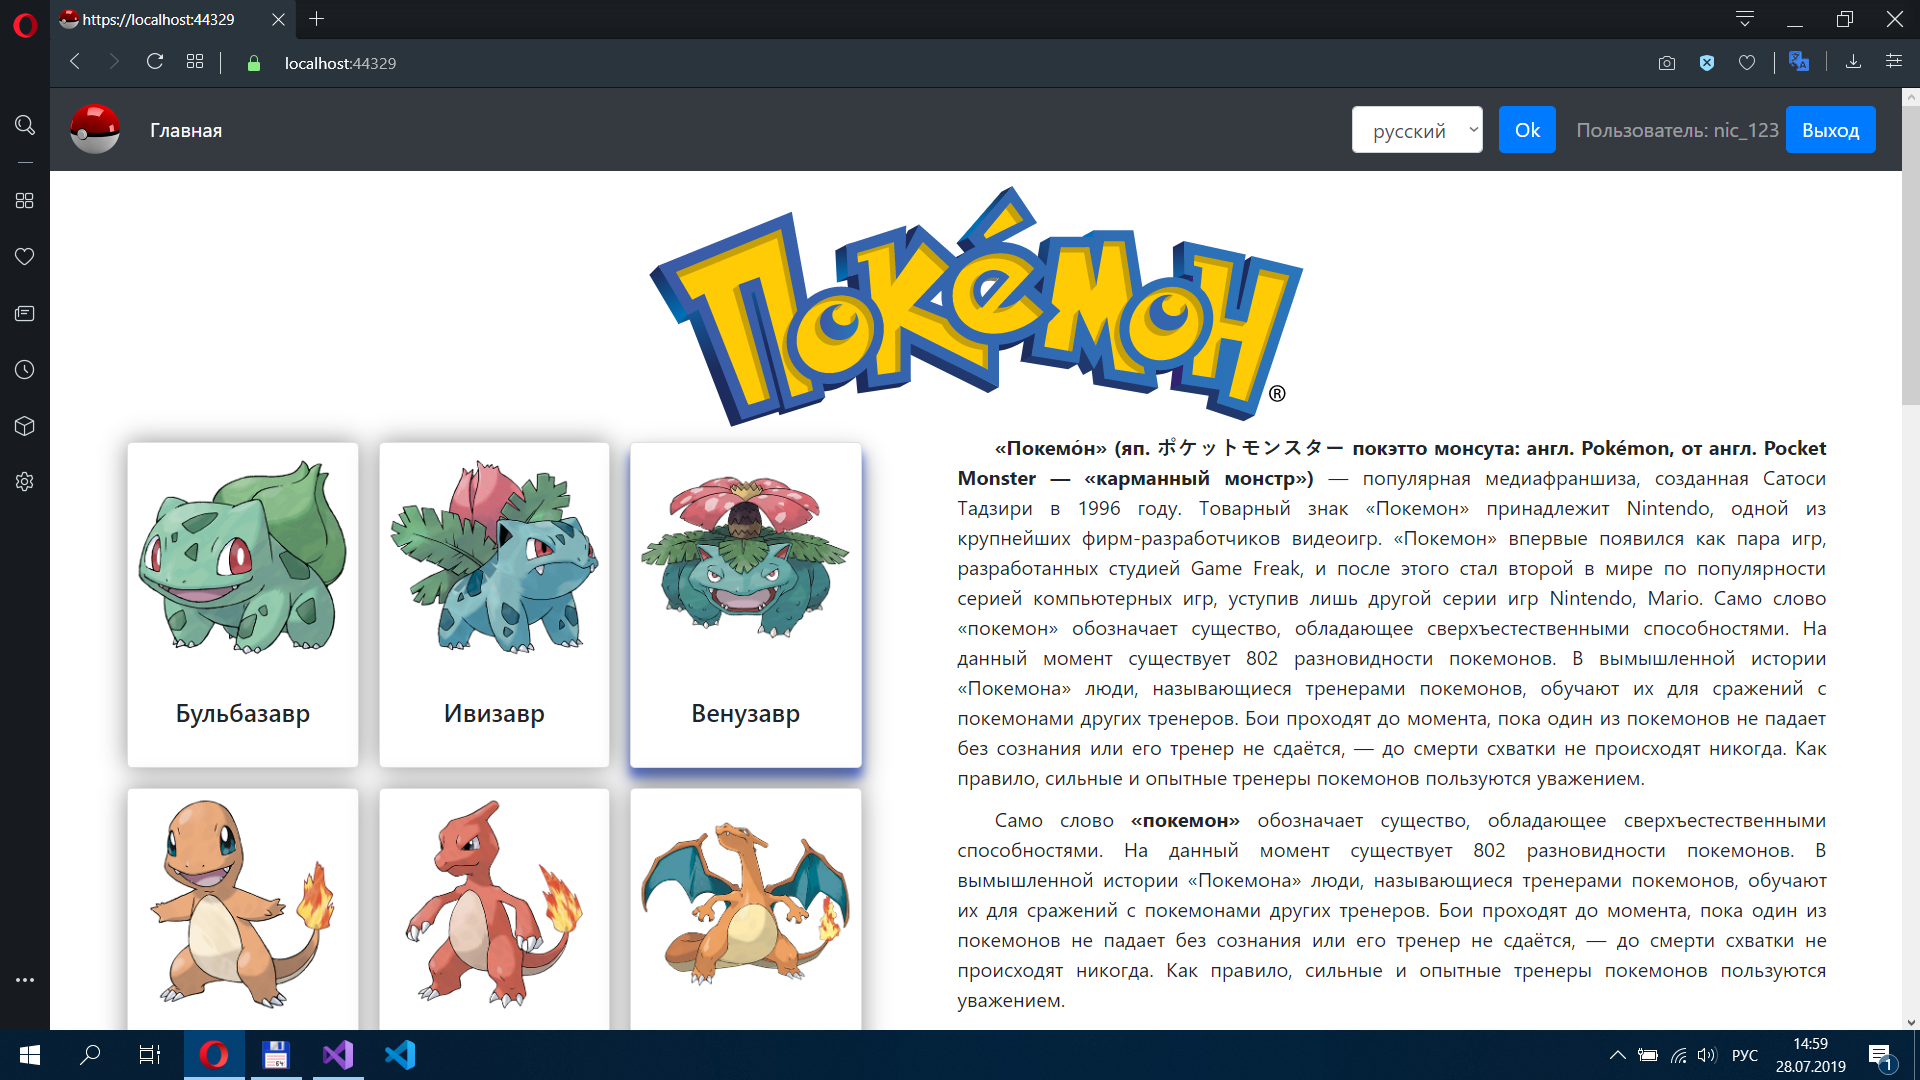 https://localhost:44329
localhost:44329
Главная
русский
Ok
Пользователь: nic_123
Выход
Покéмон
®
Бульбазавр
Ивизавр
Венузавр
«Покемо́н» (яп. ポケットモンスター покэтто монсута: англ. Pokémon, от англ. Pocket
Monster — «карманный монстр») — популярная медиафраншиза, созданная Сатоси
Тадзири в 1996 году. Товарный знак «Покемон» принадлежит Nintendo, одной из
крупнейших фирм-разработчиков видеоигр. «Покемон» впервые появился как пара игр,
разработанных студией Game Freak, и после этого стал второй в мире по популярности
серией компьютерных игр, уступив лишь другой серии игр Nintendo, Mario. Само слово
«покемон» обозначает существо, обладающее сверхъестественными способностями. На
данный момент существует 802 разновидности покемонов. В вымышленной истории
«Покемона» люди, называющиеся тренерами покемонов, обучают их для сражений с
покемонами других тренеров. Бои проходят до момента, пока один из покемонов не падает
без сознания или его тренер не сдаётся, — до смерти схватки не происходят никогда. Как
правило, сильные и опытные тренеры покемонов пользуются уважением.
Само слово «покемон» обозначает существо, обладающее сверхъестественными
способностями. На данный момент существует 802 разновидности покемонов. В
вымышленной истории «Покемона» люди, называющиеся тренерами покемонов, обучают
их для сражений с покемонами других тренеров. Бои проходят до момента, пока один из
покемонов не падает без сознания или его тренер не сдаётся, — до смерти схватки не
происходят никогда. Как правило, сильные и опытные тренеры покемонов пользуются
уважением.
64
РУС
14:59
28.07.2019
1